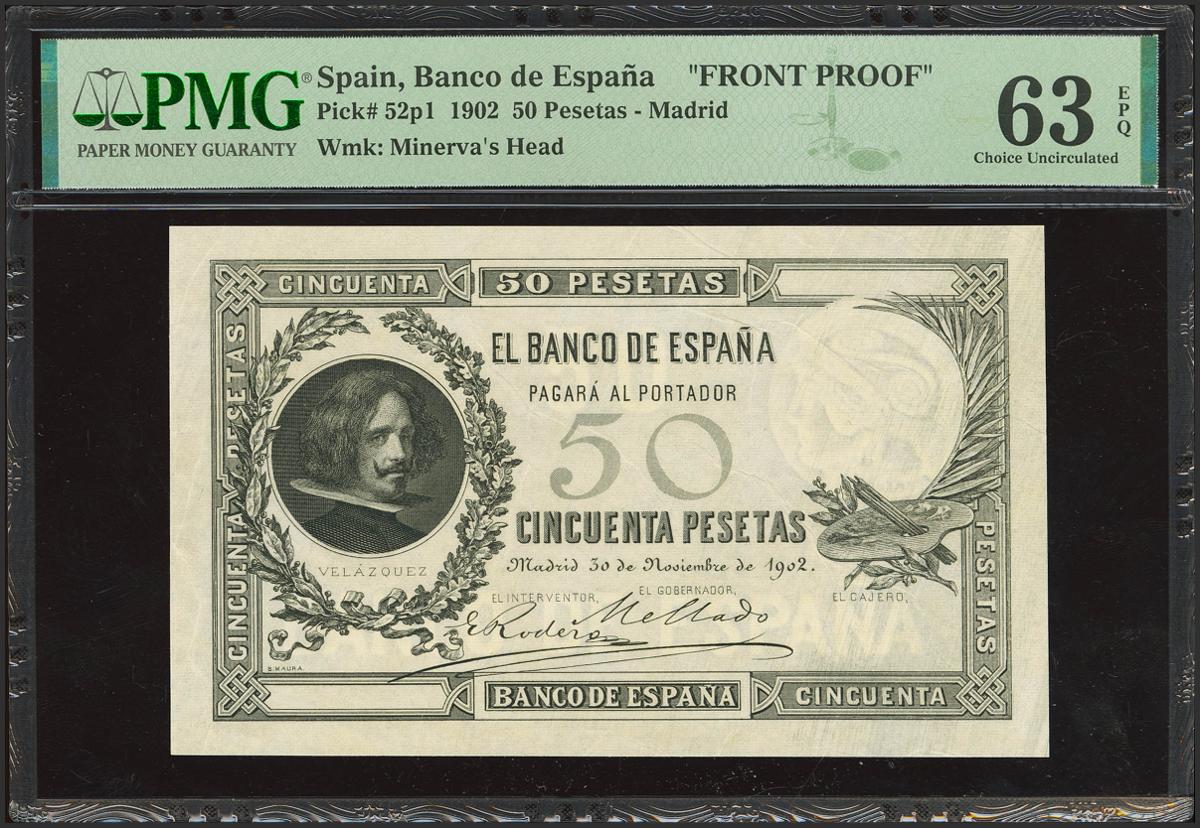 PMG®
PAPER MONEY GUARANTY
Spain, Banco de España "FRONT PROOF"
Pick# 52p1 1902 50 Pesetas - Madrid
Wmk: Minerva's Head
63
EPQ
Choice Uncirculated
CINCUENTA
50 PESETAS
CINCUENTA PESETAS
EL BANCO DE ESPAÑA
PAGARÁ AL PORTADOR
50
CINCUENTA PESETAS
Madrid 30 de Noviembre de 1902.
VELÁZQUEZ
EL INTERVENTOR,
EL GOBERNADOR,
EL CAJERO,
E Rodero
Mellado
PESETAS
B. MAURA.
BANCO DE ESPAÑA
CINCUENTA